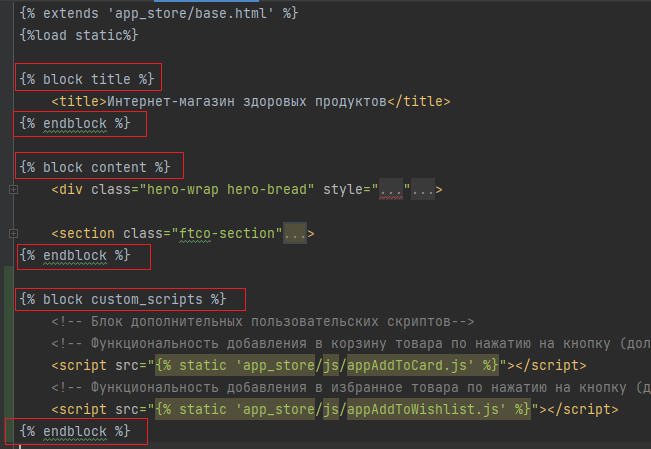 {% extends 'app_store/base.html' %}
{%load static%}
{% block title %}
<title>Интернет-магазин здоровых продуктов</title>
{% endblock %}
{% block content %}
<div class="hero-wrap hero-bread" style="..."...>
<section class="ftco-section"...>
{% endblock %}
{% block custom_scripts %}
<!-- Блок дополнительных пользовательских скриптов-->
<!-- Функциональность добавления в корзину товара по нажатию на кнопку (дол
<script src="{% static 'app_store/js/appAddToCard.js' %}"></script>
<!-- Функциональность добавления в избранное товара по нажатию на кнопку (д
<script src="{% static 'app_store/js/appAddToWishlist.js' %}"></script>
{% endblock %}